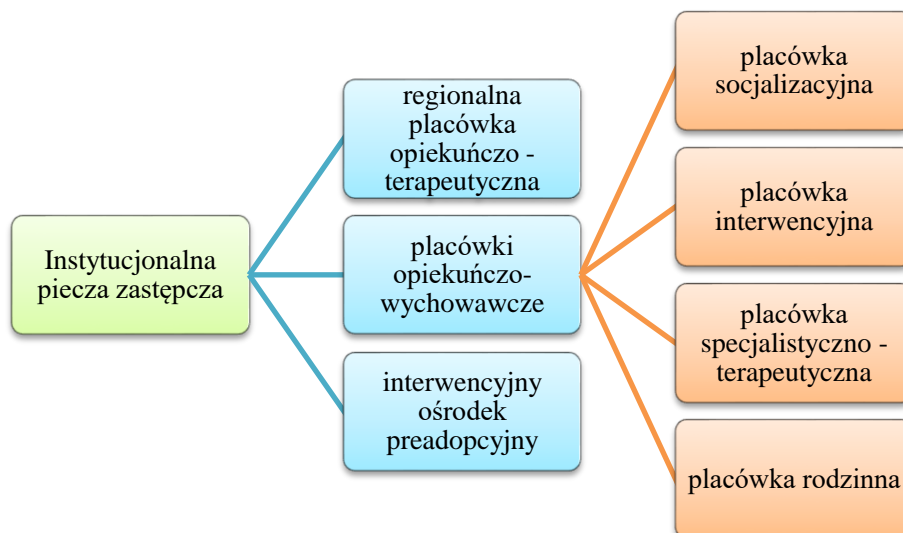 Instytucjonalna
piecza zastępcza
regionalna
placówka
opiekuńczo -
terapeutyczna
placówki
opiekuńczo-
wychowawcze
interwencyjny
ośrodek
preadopcyjny
placówka
socjalizacyjna
placówka
interwencyjna
placówka
specjalistyczno -
terapeutyczna
placówka rodzinna